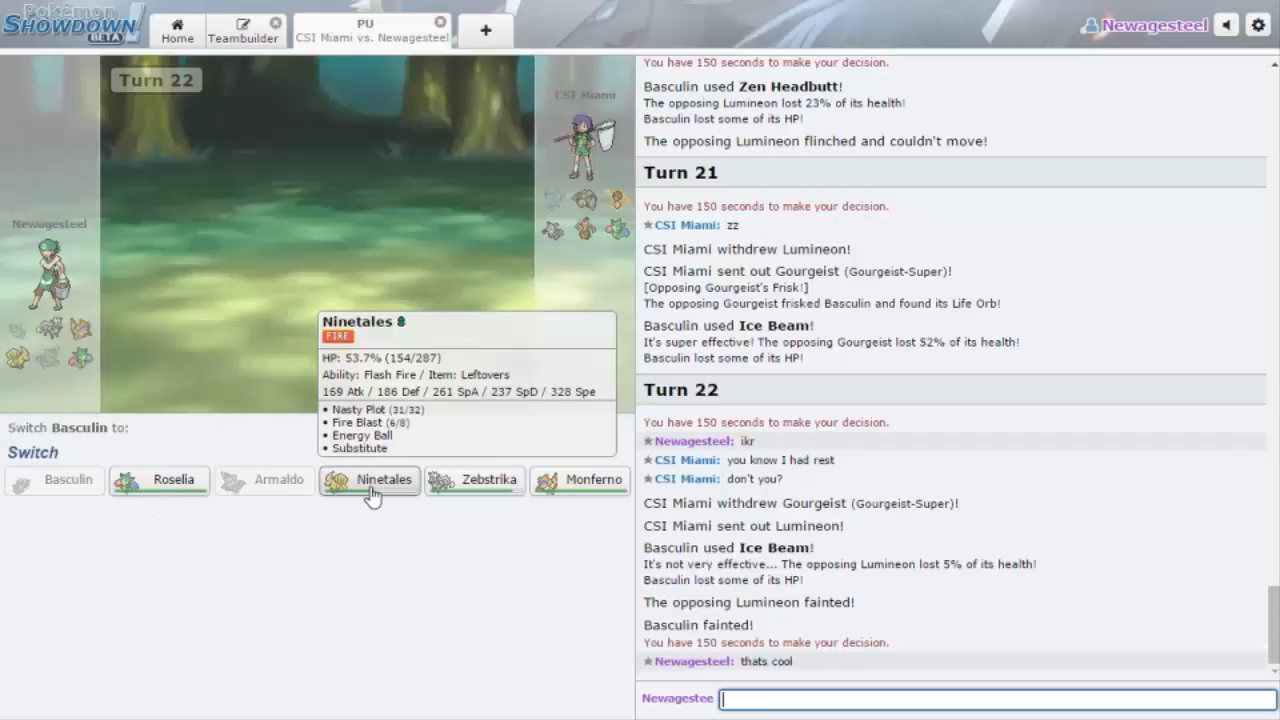 Pokémon
SHOWDOWN
BETA
Home
Teambuilder
PU
CSI Miami vs. Newagesteel
+
Newagesteel
Turn 22
CSI Miami
Newagesteel
Ninetales
FIRE
HP: 53.7% (154/287)
Ability: Flash Fire / Item: Leftovers
169 Atk / 186 Def / 261 SpA / 237 SpD / 328 Spe
• Nasty Plot (31/32)
• Fire Blast (6/8)
• Energy Ball
• Substitute
Switch Basculin to:
Switch
Basculin
Roselia
Armaldo
Ninetales
Zebstrika
Monferno
You have 150 seconds to make your decision.
Basculin used Zen Headbutt!
The opposing Lumineon lost 23% of its health!
Basculin lost some of its HP!
The opposing Lumineon flinched and couldn't move!
Turn 21
You have 150 seconds to make your decision.
★CSI Miami: zz
CSI Miami withdrew Lumineon!
CSI Miami sent out Gourgeist (Gourgeist-Super)!
[Opposing Gourgeist's Frisk!]
The opposing Gourgeist frisked Basculin and found its Life Orb!
Basculin used Ice Beam!
It's super effective! The opposing Gourgeist lost 52% of its health!
Basculin lost some of its HP!
Turn 22
You have 150 seconds to make your decision.
★Newagesteel: ikr
★CSI Miami: you know I had rest
★CSI Miami: don't you?
CSI Miami withdrew Gourgeist (Gourgeist-Super)!
CSI Miami sent out Lumineon!
Basculin used Ice Beam!
It's not very effective... The opposing Lumineon lost 5% of its health!
Basculin lost some of its HP!
The opposing Lumineon fainted!
Basculin fainted!
You have 150 seconds to make your decision.
★Newagesteel: thats cool
Newagestee